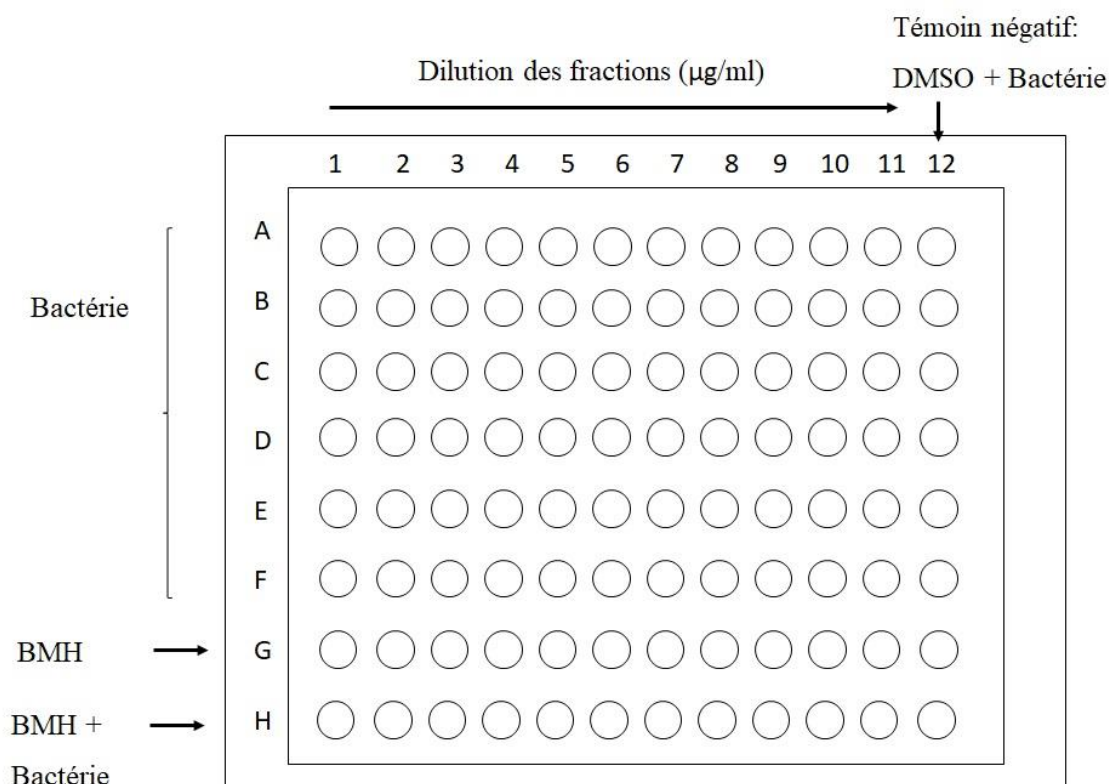 Témoin négatif:
Dilution des fractions (µg/ml)
DMSO + Bactérie
1 2 3 4 5 6 7 8 9 10 11 12
A
B
Bactérie
C
D
E
F
BMH
G
BMH +
H
Bactérie